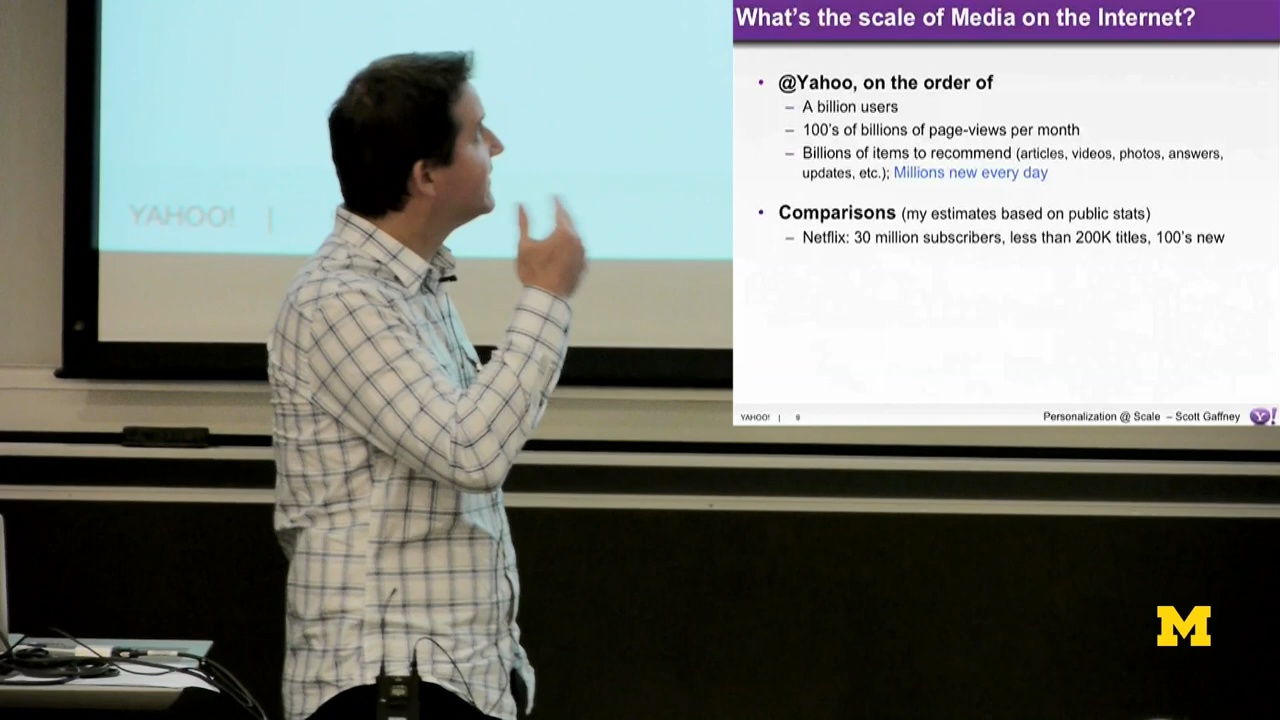 What's the scale of Media on the Internet?
• @Yahoo, on the order of
– A billion users
– 100's of billions of page-views per month
– Billions of items to recommend (articles, videos, photos, answers,
updates, etc.); Millions new every day
• Comparisons (my estimates based on public stats)
– Netflix: 30 million subscribers, less than 200K titles, 100's new
YAHOO! | 9
Personalization @ Scale – Scott Gaffney
Y!
YAHOO! |
M